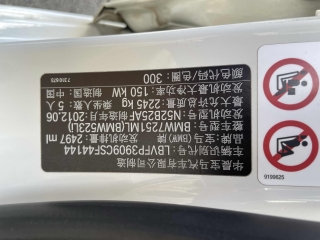 华晨宝马汽车有限公司制造
车辆识别代号: LBVFP3909CSF44144
品牌: 宝马 (BMW) 发动机排量: 2497 ml
整车型号: BMW7251ML(BMW523Li)
发动机型号: N52B25AF 制造年月: 2012.06
最大允许总质量: 2245 kg 乘坐人数: 5 人
发动机最大净功率: 150 kW 制造国: 中国
颜色代码/色圈: 300
7319970
9199625